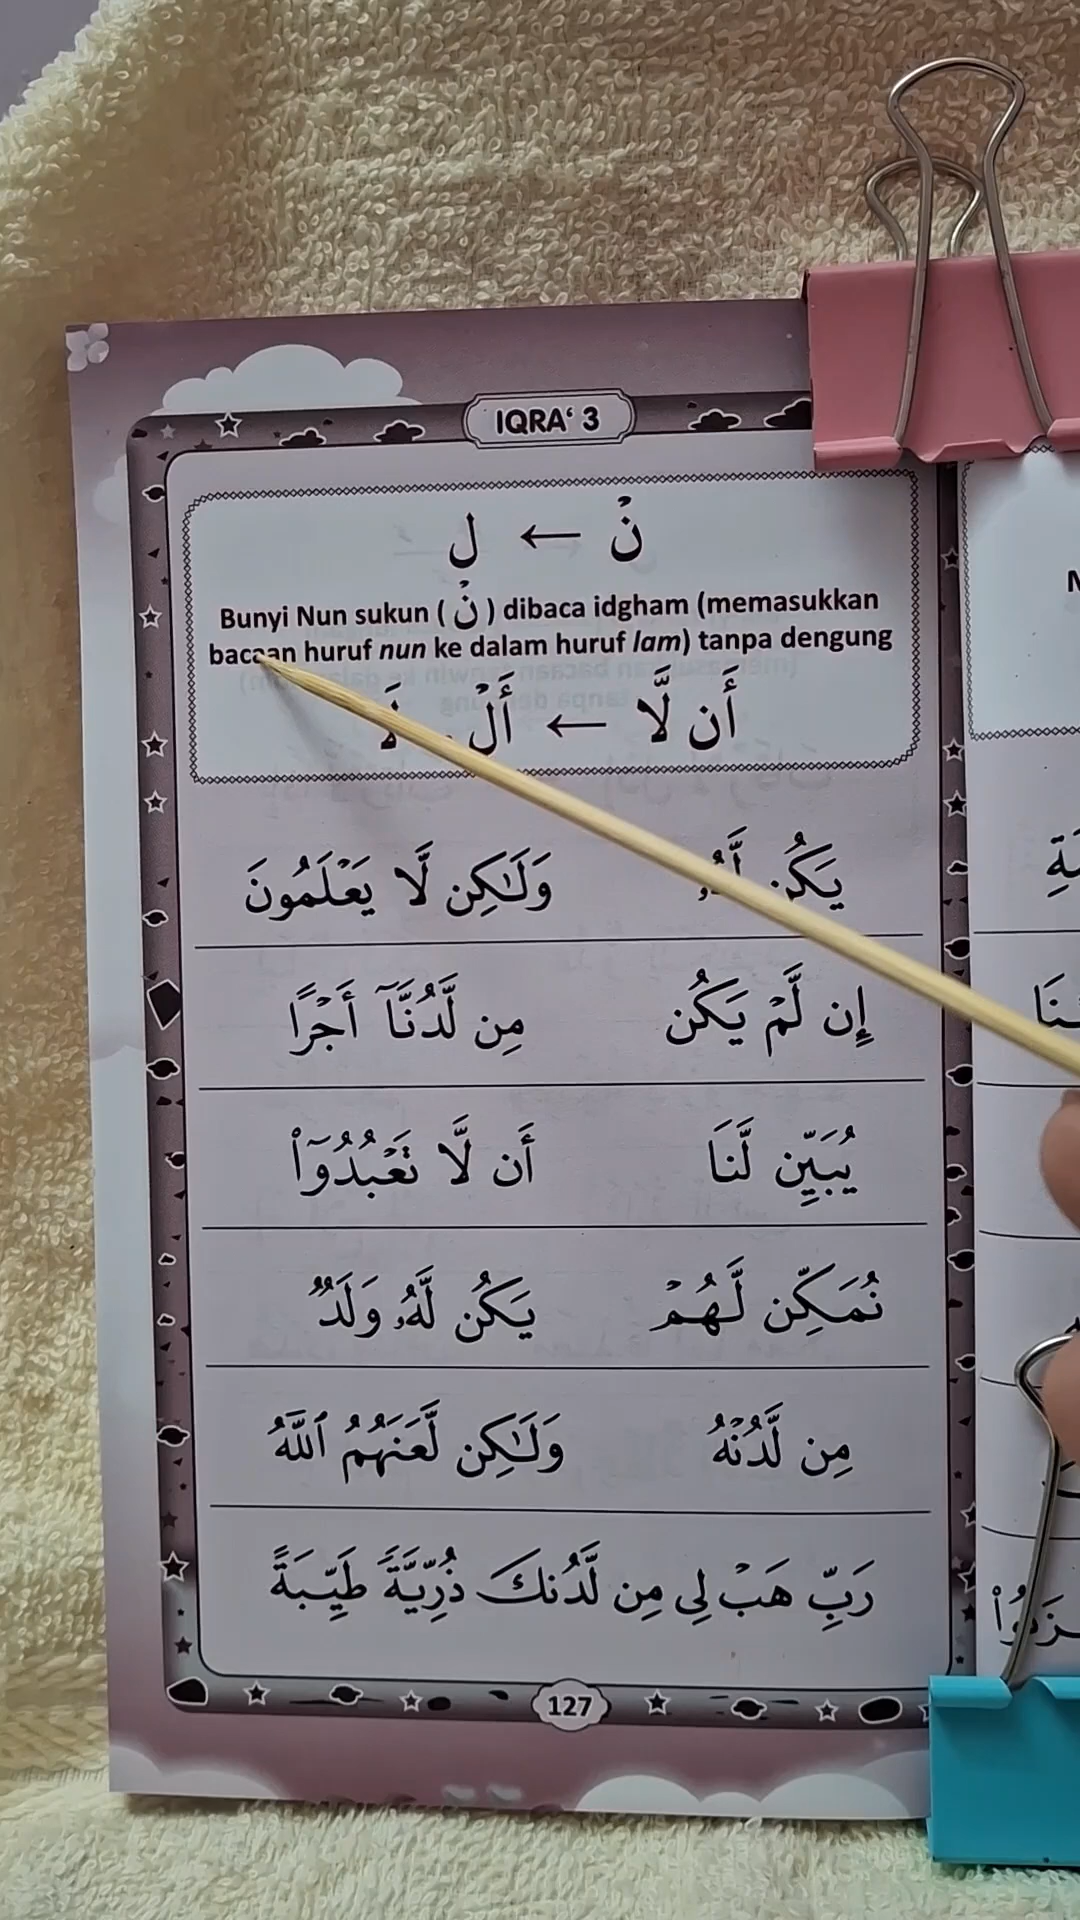 IQRA‘ 3
نْ ← ل
Bunyi Nun sukun ( نْ ) dibaca idgham (memasukkan
bacaan huruf nun ke dalam huruf lam) tanpa dengung
أَن لَّا ← أَلْ لَا
يَكُن لَّهُۥ وَلَـٰكِن لَّا يَعْلَمُونَ
إِن لَّمْ يَكُن مِن لَّدُنَّآ أَجْرًا
يُبَيِّن لَّنَا أَن لَّا تَعْبُدُوٓا۟
نُمَكِّن لَّهُمْ يَكُن لَّهُۥ وَلَدٌ
مِن لَّدُنْهُ وَلَـٰكِن لَّعَنَهُمُ ٱللَّهُ
رَبِّ هَبْ لِى مِن لَّدُنكَ ذُرِّيَّةً طَيِّبَةً
127